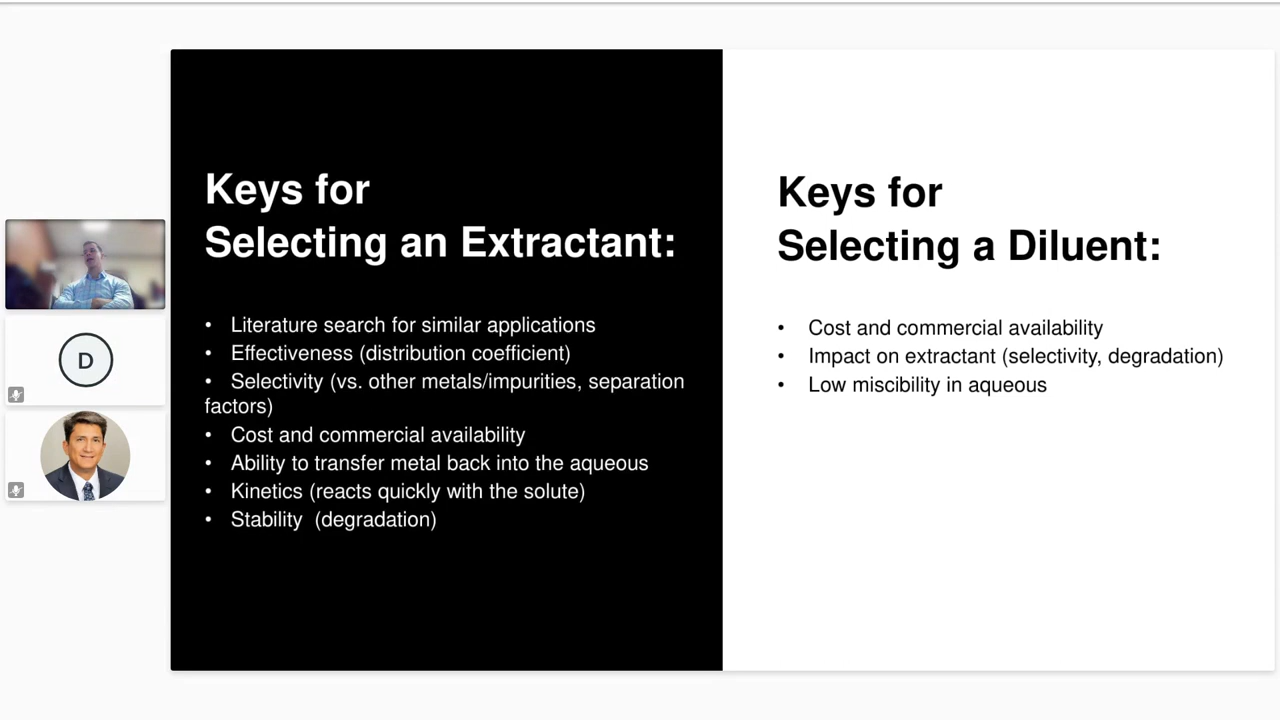 Keys for
Selecting an Extractant:
• Literature search for similar applications
• Effectiveness (distribution coefficient)
• Selectivity (vs. other metals/impurities, separation
factors)
• Cost and commercial availability
• Ability to transfer metal back into the aqueous
• Kinetics (reacts quickly with the solute)
• Stability (degradation)
Keys for
Selecting a Diluent:
• Cost and commercial availability
• Impact on extractant (selectivity, degradation)
• Low miscibility in aqueous
D